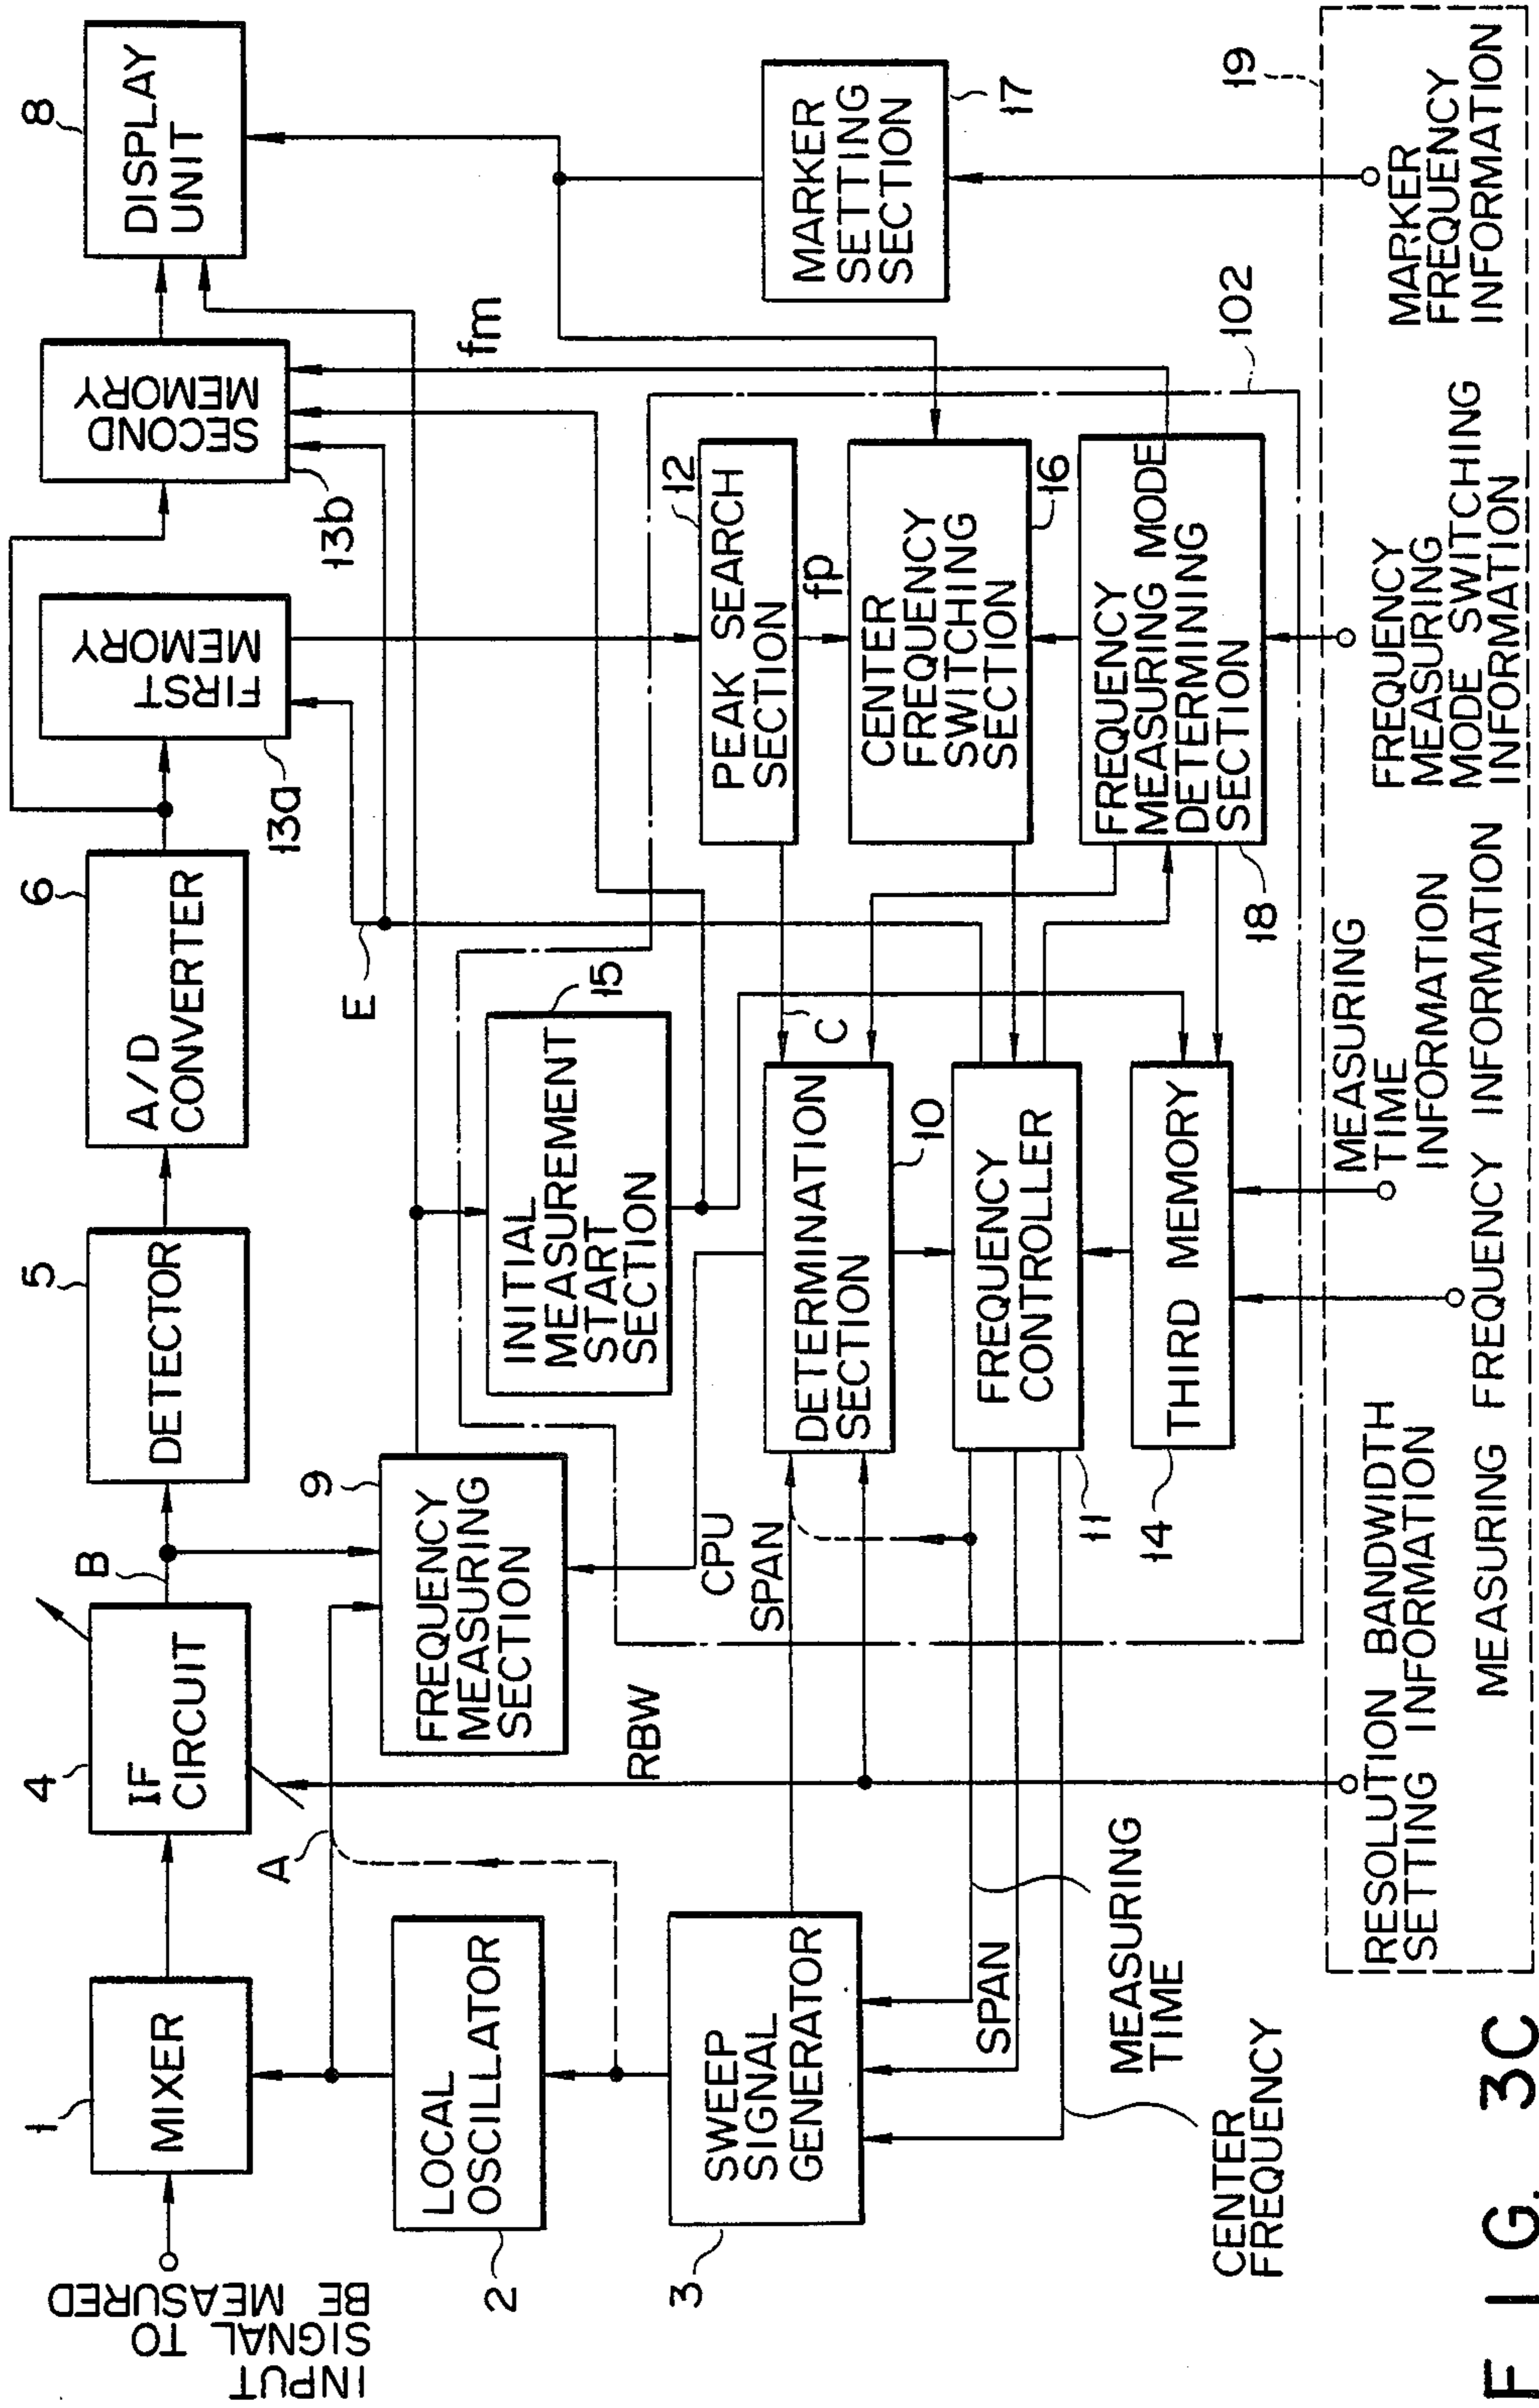 INPUT
SIGNAL TO
BE MEASURED
1
MIXER
4
IF
CIRCUIT
B
5
DETECTOR
6
A/D
CONVERTER
13a
FIRST
MEMORY
13b
SECOND
MEMORY
8
DISPLAY
UNIT
A
2
LOCAL
OSCILLATOR
3
SWEEP
SIGNAL
GENERATOR
9
FREQUENCY
MEASURING
SECTION
RBW
CPU
SPAN
E
15
INITIAL
MEASUREMENT
START
SECTION
fm
12
PEAK SEARCH
SECTION
fp
C
10
DETERMINATION
SECTION
16
CENTER
FREQUENCY
SWITCHING
SECTION
17
MARKER
SETTING
SECTION
11
FREQUENCY
CONTROLLER
18
FREQUENCY
MEASURING MODE
DETERMINING
SECTION
14
THIRD MEMORY
102
SPAN
MEASURING
TIME
CENTER
FREQUENCY
19
RESOLUTION BANDWIDTH
SETTING INFORMATION
MEASURING FREQUENCY INFORMATION
MEASURING
TIME
INFORMATION
FREQUENCY
MEASURING
MODE SWITCHING
INFORMATION
MARKER
FREQUENCY
INFORMATION
FIG. 3C